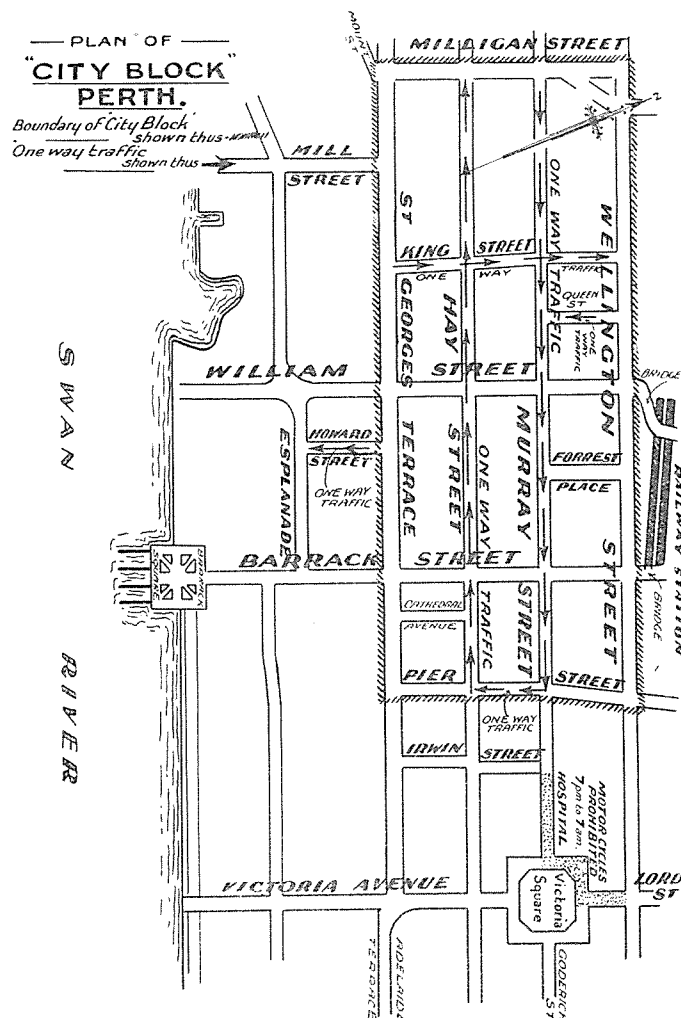 PLAN OF
"CITY BLOCK"
PERTH.
Boundary of City Block
shown thus
One way traffic
shown thus
MOUNT
ST
MILLIGAN STREET
N
MILL
STREET
ST GEORGES TERRACE
KING STREET
ONE WAY TRAFFIC
HAY STREET
ONE WAY TRAFFIC
MURRAY STREET
ONE WAY TRAFFIC
WELLINGTON STREET
QUEEN
ST
ONE
WAY
TRAFFIC
WILLIAM STREET
BRIDGE
RAILWAY STATION
HOWARD
STREET
ONE WAY
TRAFFIC
ESPLANADE
FORREST
PLACE
BARRACK STREET
BARRACK
SQUARE
BRIDGE
CATHEDRAL
AVENUE
PIER STREET
ONE WAY
TRAFFIC
IRWIN STREET
MOTOR CYCLES
PROHIBITED
7pm to 7am.
HOSPITAL
VICTORIA AVENUE
Victoria
Square
LORD
ST
ADELAIDE
TERRACE
GODERICH
ST
SWAN RIVER